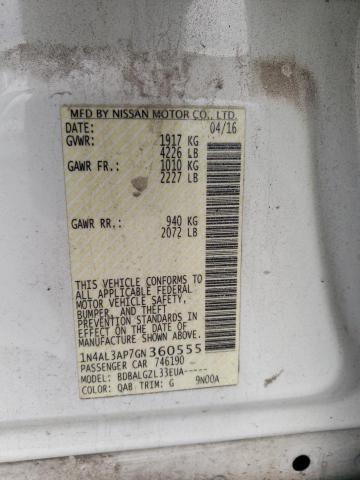 MFD BY NISSAN MOTOR CO., LTD.
DATE: 04/16
GVWR: 1917 KG
4226 LB
GAWR FR.: 1010 KG
2227 LB
GAWR RR.: 940 KG
2072 LB
THIS VEHICLE CONFORMS TO
ALL APPLICABLE FEDERAL
MOTOR VEHICLE SAFETY,
BUMPER, AND THEFT
PREVENTION STANDARDS
IN EFFECT ON THE DATE OF
MANUFACTURE SHOWN ABOVE.
1N4AL3AP7GN360555
PASSENGER CAR 746190
MODEL: BDBALGZL33EUA-----
COLOR: QAB TRIM: G 9N00A